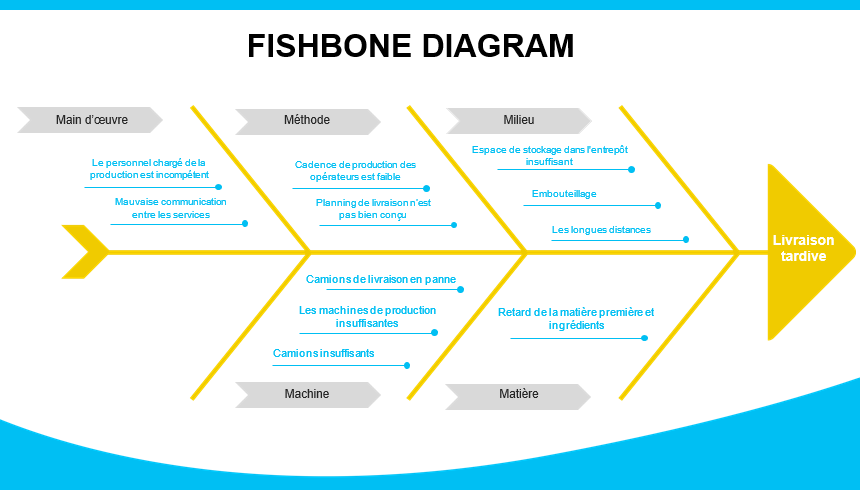 FISHBONE DIAGRAM
Main d'œuvre
Méthode
Milieu
Le personnel chargé de la
production est incompétent
Mauvaise communication
entre les services
Cadence de production des
opérateurs est faible
Planning de livraison n'est
pas bien conçu
Espace de stockage dans l'entrepôt
insuffisant
Embouteillage
Les longues distances
Livraison
tardive
Camions de livraison en panne
Les machines de production
insuffisantes
Camions insuffisants
Retard de la matière première et
ingrédients
Machine
Matière